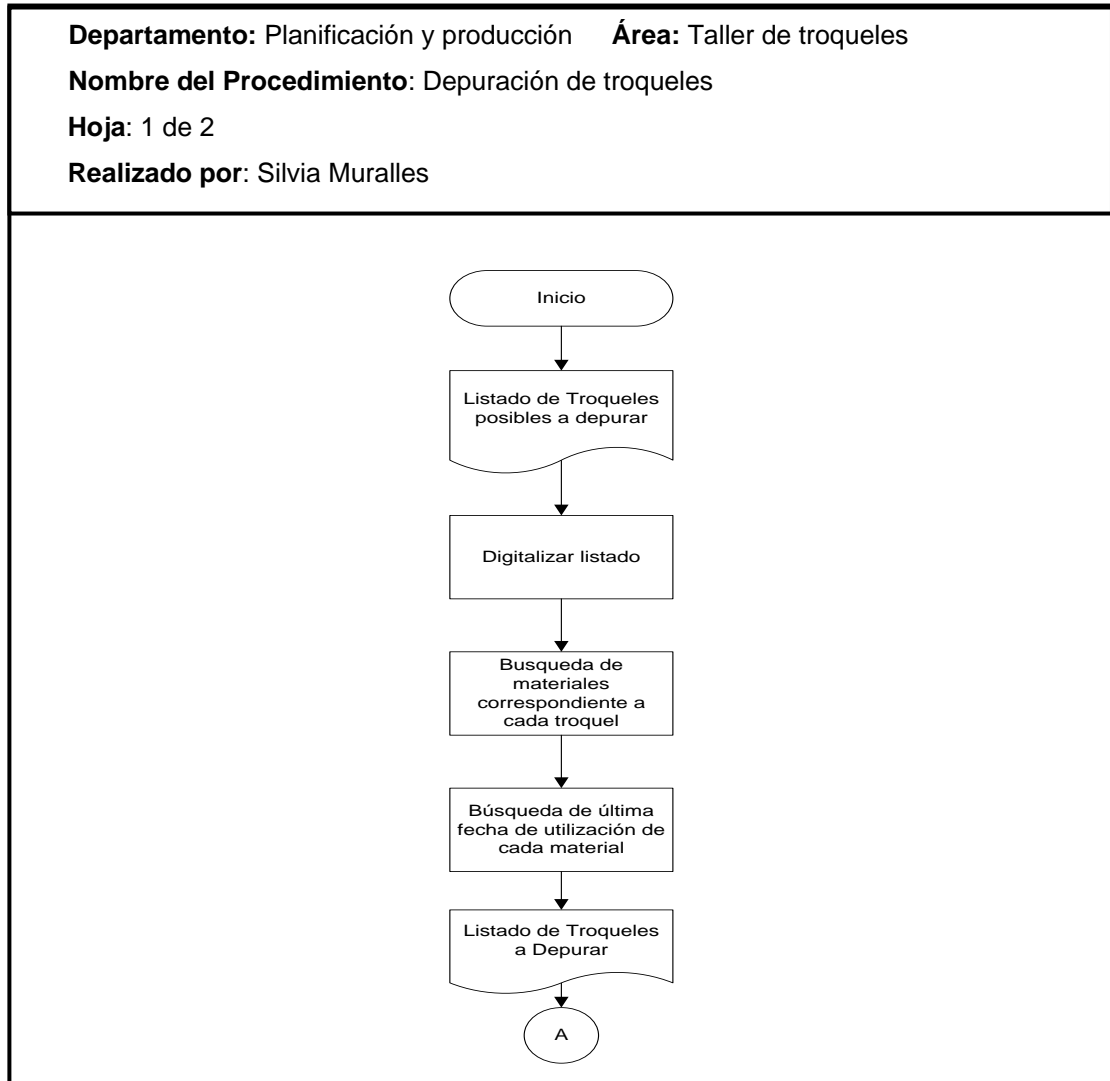 Departamento: Planificación y producción Área: Taller de troqueles
Nombre del Procedimiento: Depuración de troqueles
Hoja: 1 de 2
Realizado por: Silvia Muralles
Inicio
Listado de Troqueles
posibles a depurar
Digitalizar listado
Busqueda de
materiales
correspondiente a
cada troquel
Búsqueda de última
fecha de utilización de
cada material
Listado de Troqueles
a Depurar
A